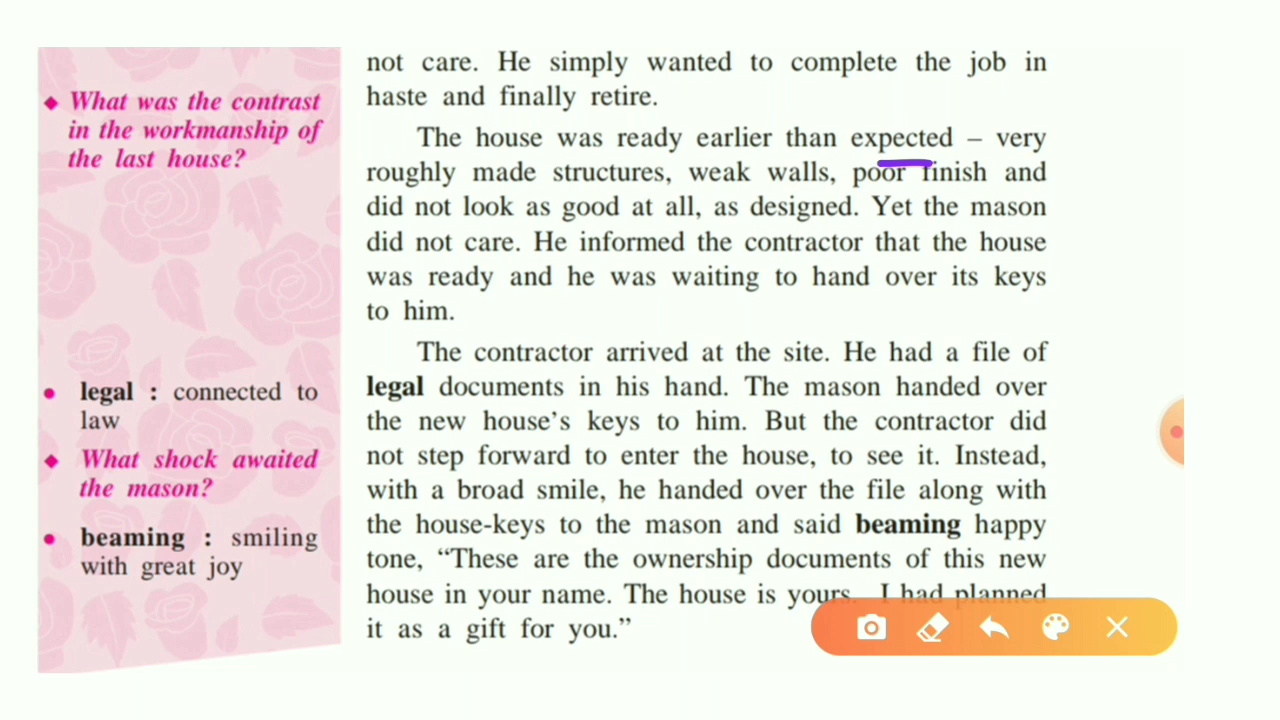 What was the contrast
in the workmanship of
the last house?
legal : connected to
law
What shock awaited
the mason?
beaming : smiling
with great joy
not care. He simply wanted to complete the job in
haste and finally retire.
The house was ready earlier than expected – very
roughly made structures, weak walls, poor finish and
did not look as good at all, as designed. Yet the mason
did not care. He informed the contractor that the house
was ready and he was waiting to hand over its keys
to him.
The contractor arrived at the site. He had a file of
legal documents in his hand. The mason handed over
the new house’s keys to him. But the contractor did
not step forward to enter the house, to see it. Instead,
with a broad smile, he handed over the file along with
the house-keys to the mason and said beaming happy
tone, “These are the ownership documents of this new
house in your name. The house is yours. I had planned
it as a gift for you.”